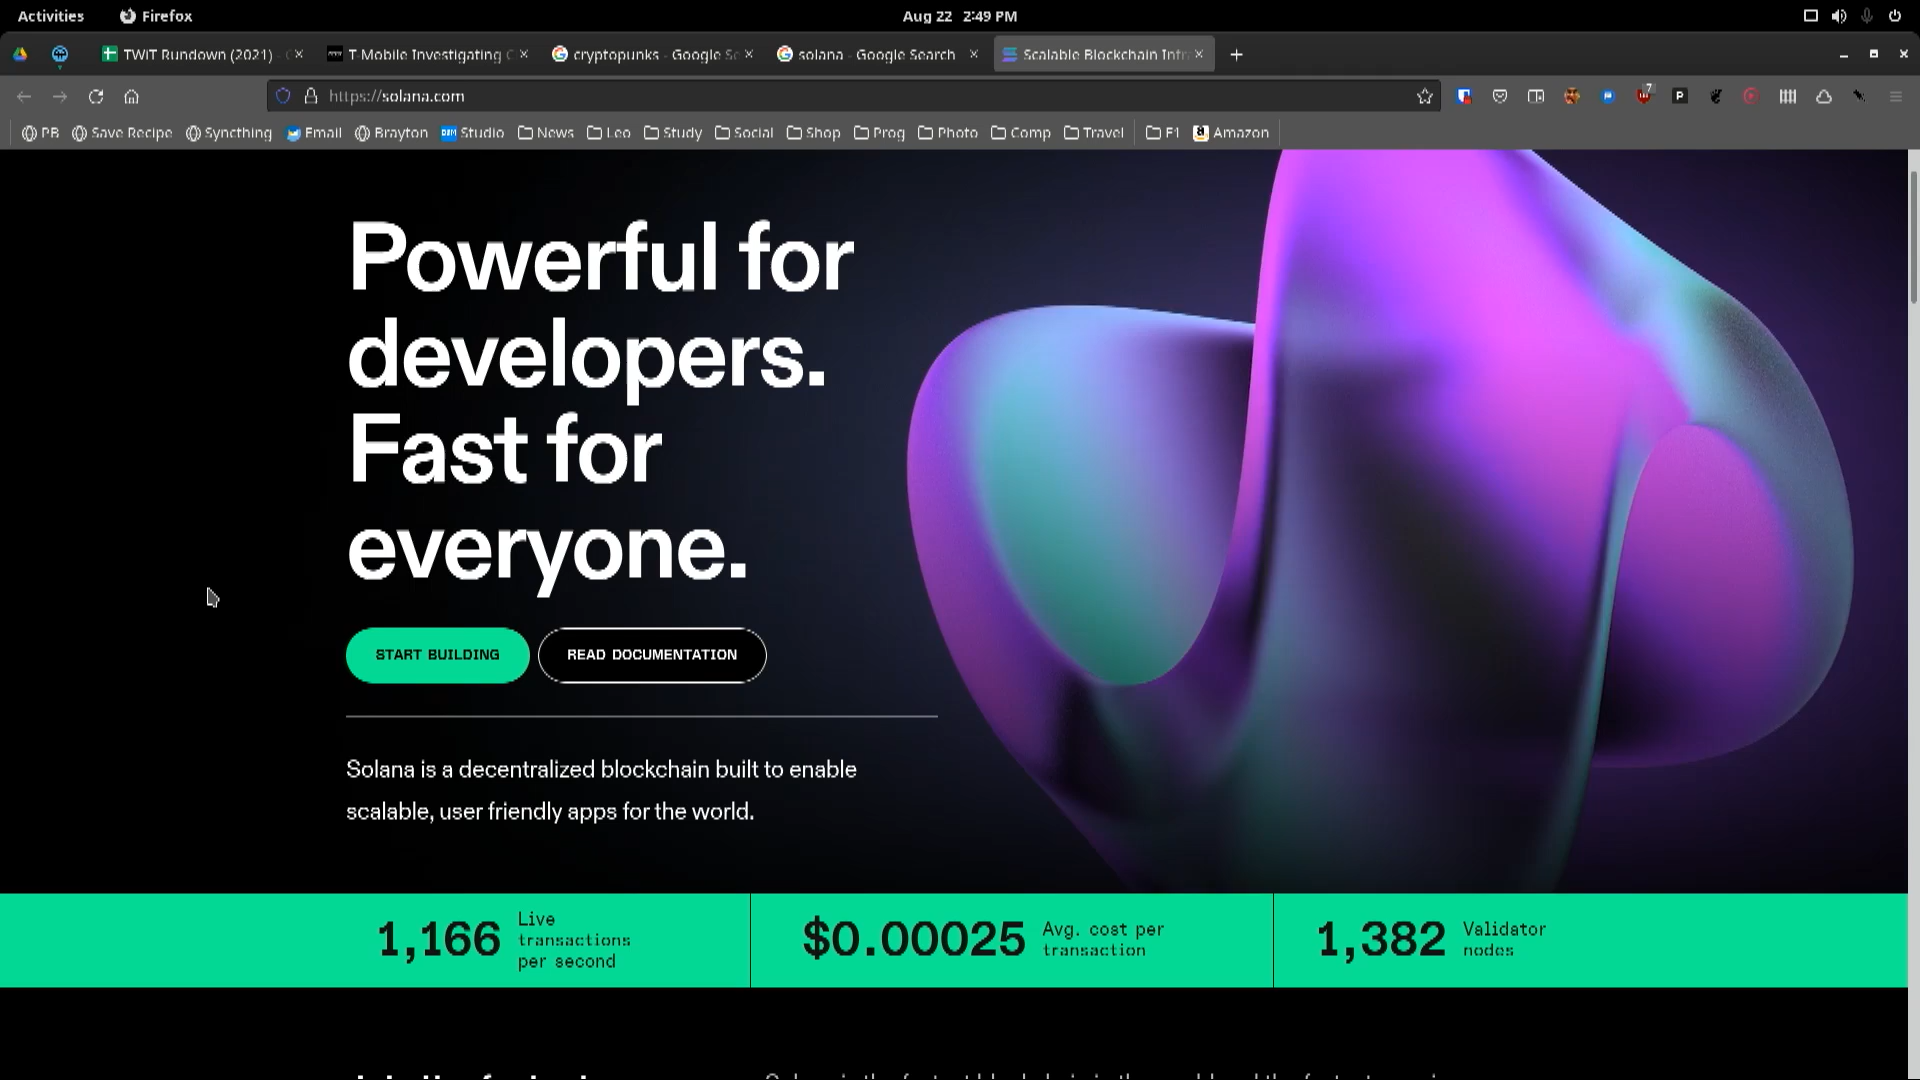 Activities Firefox Aug 22 2:49 PM
TWiT Rundown (2021) - T-Mobile Investigating cryptopunks - Google Se solana - Google Search Scalable Blockchain Infr
https://solana.com
PB Save Recipe Syncthing Email Brayton Studio News Leo Study Social Shop Prog Photo Comp Travel F1 Amazon
Powerful for
developers.
Fast for
everyone.
START BUILDING READ DOCUMENTATION
Solana is a decentralized blockchain built to enable
scalable, user friendly apps for the world.
1,166 Live
transactions
per second
$0.00025 Avg. cost per
transaction
1,382 Validator
nodes